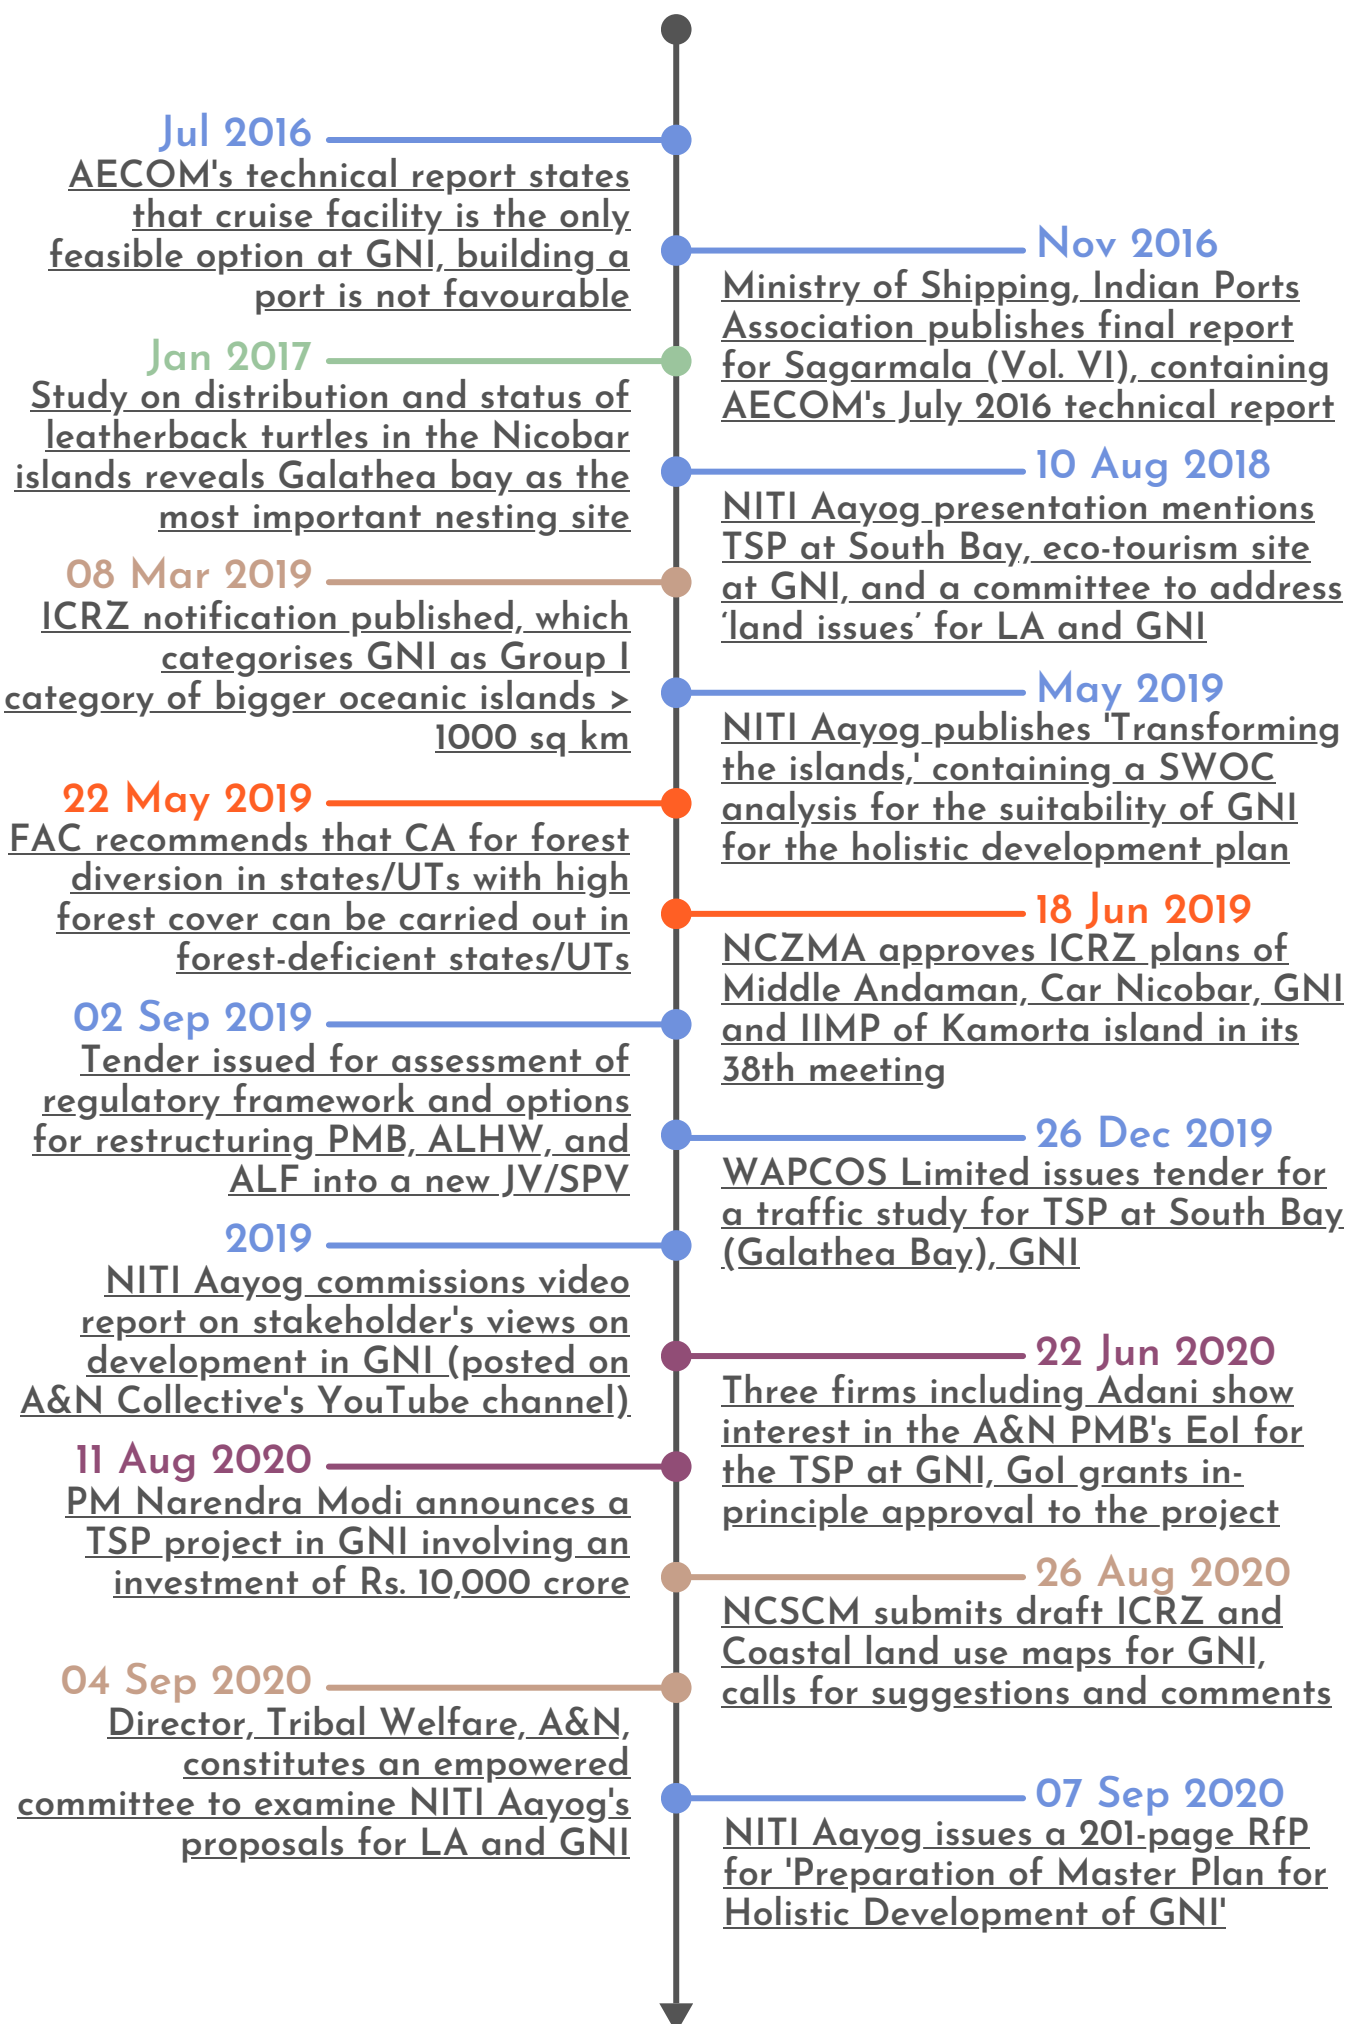 Jul 2016
AECOM's technical report states
that cruise facility is the only
feasible option at GNI, building a
port is not favourable
Nov 2016
Ministry of Shipping, Indian Ports
Association publishes final report
for Sagarmala (Vol. VI), containing
AECOM's July 2016 technical report
Jan 2017
Study on distribution and status of
leatherback turtles in the Nicobar
islands reveals Galathea bay as the
most important nesting site
10 Aug 2018
NITI Aayog presentation mentions
TSP at South Bay, eco-tourism site
at GNI, and a committee to address
‘land issues’ for LA and GNI
08 Mar 2019
ICRZ notification published, which
categorises GNI as Group I
category of bigger oceanic islands >
1000 sq km
May 2019
NITI Aayog publishes 'Transforming
the islands,' containing a SWOC
analysis for the suitability of GNI
for the holistic development plan
22 May 2019
FAC recommends that CA for forest
diversion in states/UTs with high
forest cover can be carried out in
forest-deficient states/UTs
18 Jun 2019
NCZMA approves ICRZ plans of
Middle Andaman, Car Nicobar, GNI
and IIMP of Kamorta island in its
38th meeting
02 Sep 2019
Tender issued for assessment of
regulatory framework and options
for restructuring PMB, ALHW, and
ALF into a new JV/SPV
26 Dec 2019
WAPCOS Limited issues tender for
a traffic study for TSP at South Bay
(Galathea Bay), GNI
2019
NITI Aayog commissions video
report on stakeholder's views on
development in GNI (posted on
A&N Collective's YouTube channel)
22 Jun 2020
Three firms including Adani show
interest in the A&N PMB's EoI for
the TSP at GNI, GoI grants in-
principle approval to the project
11 Aug 2020
PM Narendra Modi announces a
TSP project in GNI involving an
investment of Rs. 10,000 crore
26 Aug 2020
NCSCM submits draft ICRZ and
Coastal land use maps for GNI,
calls for suggestions and comments
04 Sep 2020
Director, Tribal Welfare, A&N,
constitutes an empowered
committee to examine NITI Aayog's
proposals for LA and GNI
07 Sep 2020
NITI Aayog issues a 201-page RfP
for 'Preparation of Master Plan for
Holistic Development of GNI'